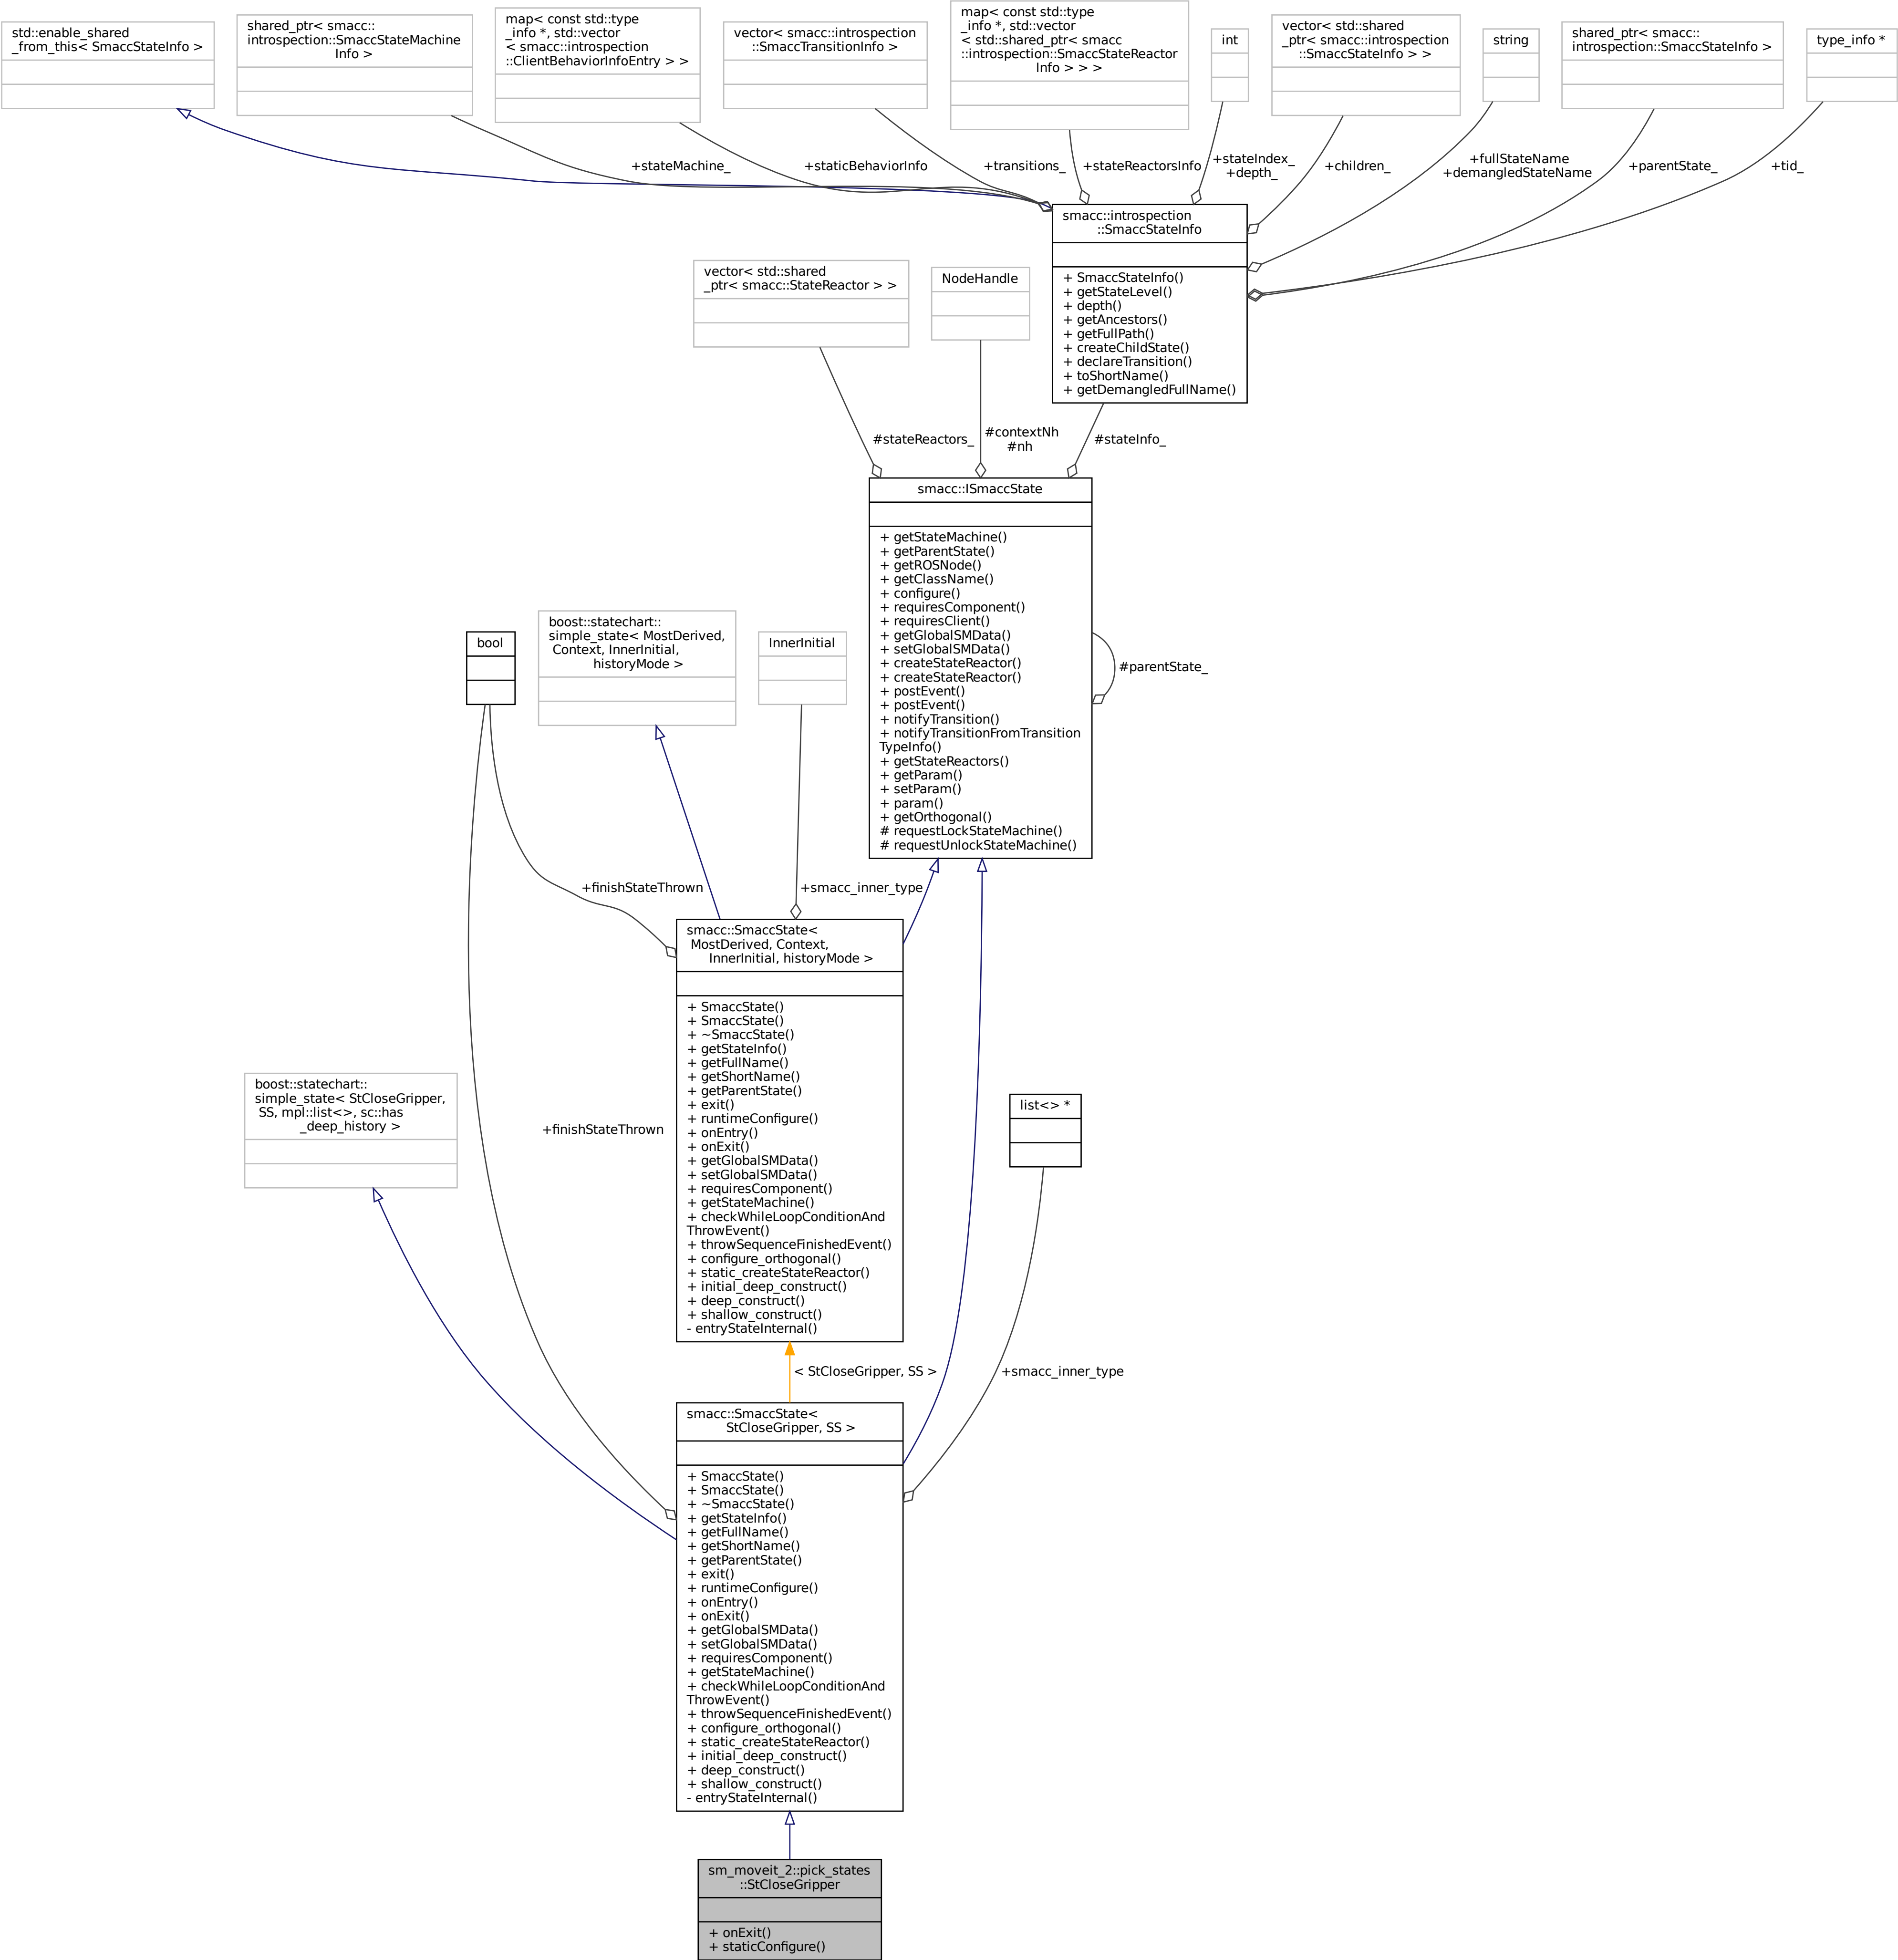 std::enable_shared
_from_this< SmaccStateInfo >
shared_ptr< smacc::
introspection::SmaccStateMachine
Info >
map< const std::type
_info *, std::vector
< smacc::introspection
::ClientBehaviorInfoEntry > >
vector< smacc::introspection
::SmaccTransitionInfo >
map< const std::type
_info *, std::vector
< std::shared_ptr< smacc
::introspection::SmaccStateReactor
Info > > >
int
vector< std::shared
_ptr< smacc::introspection
::SmaccStateInfo > >
string
shared_ptr< smacc::
introspection::SmaccStateInfo >
type_info *
+stateMachine_
+staticBehaviorInfo
+transitions_
+stateReactorsInfo
+stateIndex_
+depth_
+children_
+fullStateName
+demangledStateName
+parentState_
+tid_
smacc::introspection
::SmaccStateInfo
+ SmaccStateInfo()
+ getStateLevel()
+ depth()
+ getAncestors()
+ getFullPath()
+ createChildState()
+ declareTransition()
+ toShortName()
+ getDemangledFullName()
vector< std::shared
_ptr< smacc::StateReactor > >
NodeHandle
#stateReactors_
#contextNh
#nh
#stateInfo_
smacc::ISmaccState
+ getStateMachine()
+ getParentState()
+ getROSNode()
+ getClassName()
+ configure()
+ requiresComponent()
+ requiresClient()
+ getGlobalSMData()
+ setGlobalSMData()
+ createStateReactor()
+ createStateReactor()
+ postEvent()
+ postEvent()
+ notifyTransition()
+ notifyTransitionFromTransition
TypeInfo()
+ getStateReactors()
+ getParam()
+ setParam()
+ param()
+ getOrthogonal()
# requestLockStateMachine()
# requestUnlockStateMachine()
#parentState_
bool
boost::statechart::
simple_state< MostDerived,
Context, InnerInitial,
historyMode >
InnerInitial
+finishStateThrown
+smacc_inner_type
smacc::SmaccState<
MostDerived, Context,
InnerInitial, historyMode >
+ SmaccState()
+ SmaccState()
+ ~SmaccState()
+ getStateInfo()
+ getFullName()
+ getShortName()
+ getParentState()
+ exit()
+ runtimeConfigure()
+ onEntry()
+ onExit()
+ getGlobalSMData()
+ setGlobalSMData()
+ requiresComponent()
+ getStateMachine()
+ checkWhileLoopConditionAnd
ThrowEvent()
+ throwSequenceFinishedEvent()
+ configure_orthogonal()
+ static_createStateReactor()
+ initial_deep_construct()
+ deep_construct()
+ shallow_construct()
- entryStateInternal()
boost::statechart::
simple_state< StCloseGripper,
SS, mpl::list<>, sc::has
_deep_history >
+finishStateThrown
list<> *
< StCloseGripper, SS >
+smacc_inner_type
smacc::SmaccState<
StCloseGripper, SS >
+ SmaccState()
+ SmaccState()
+ ~SmaccState()
+ getStateInfo()
+ getFullName()
+ getShortName()
+ getParentState()
+ exit()
+ runtimeConfigure()
+ onEntry()
+ onExit()
+ getGlobalSMData()
+ setGlobalSMData()
+ requiresComponent()
+ getStateMachine()
+ checkWhileLoopConditionAnd
ThrowEvent()
+ throwSequenceFinishedEvent()
+ configure_orthogonal()
+ static_createStateReactor()
+ initial_deep_construct()
+ deep_construct()
+ shallow_construct()
- entryStateInternal()
sm_moveit_2::pick_states
::StCloseGripper
+ onExit()
+ staticConfigure()